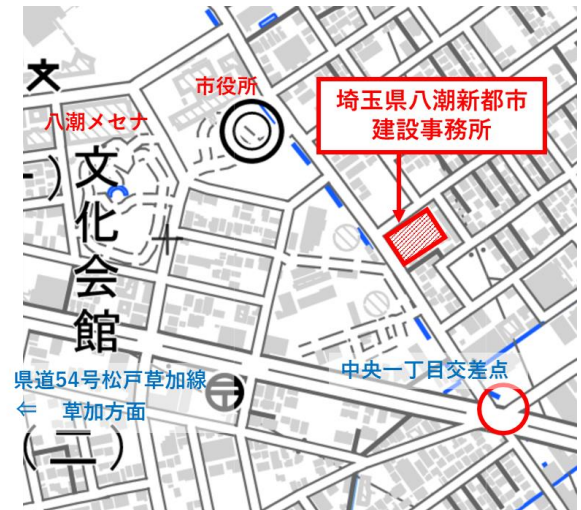 文
市役所
八潮メセナ
埼玉県八潮新都市
建設事務所
一)
文化会館
県道54号松戸草加線
⇐ 草加方面
中央一丁目交差点
(二)